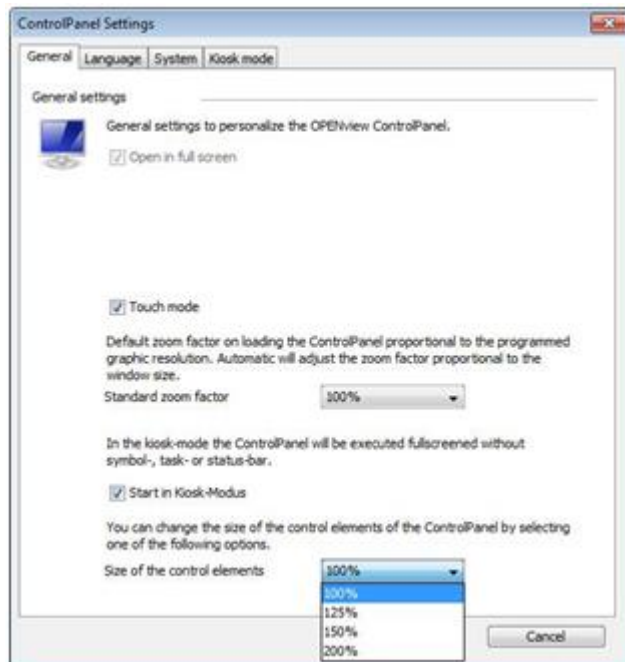 ControlPanel Settings
General Language System Kiosk mode
General settings
General settings to personalize the OPENview ControlPanel.
Open in full screen
Touch mode
Default zoom factor on loading the ControlPanel proportional to the programmed
graphic resolution. Automatic will adjust the zoom factor proportional to the
window size.
Standard zoom factor 100%
In the kiosk-mode the ControlPanel will be executed fullscreened without
symbol-, task- or status-bar.
Start in Kiosk-Modus
You can change the size of the control elements of the ControlPanel by selecting
one of the following options.
Size of the control elements 100%
100%
125%
150%
200%
Cancel